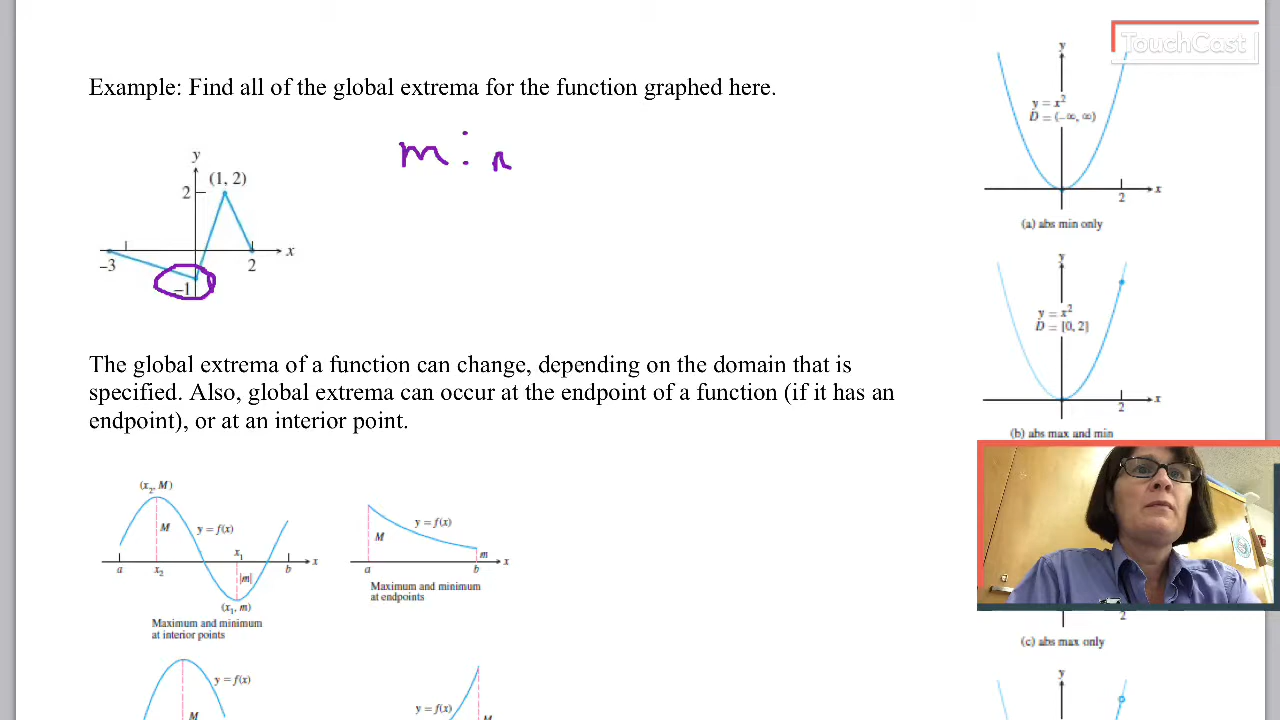 TouchCast
Example: Find all of the global extrema for the function graphed here.
min
y
(1, 2)
2
x
-3
2
-1
y
y = x²
D = (-∞, ∞)
x
2
(a) abs min only
y
y = x²
D = [0, 2]
x
2
(b) abs max and min
The global extrema of a function can change, depending on the domain that is
specified. Also, global extrema can occur at the endpoint of a function (if it has an
endpoint), or at an interior point.
(x₂, M)
M
y = f(x)
x₁
x
a
x₂
b
|m|
(x₁, m)
Maximum and minimum
at interior points
y = f(x)
M
m
x
a
b
Maximum and minimum
at endpoints
2
(c) abs max only
y = f(x)
M
y = f(x)
M
y